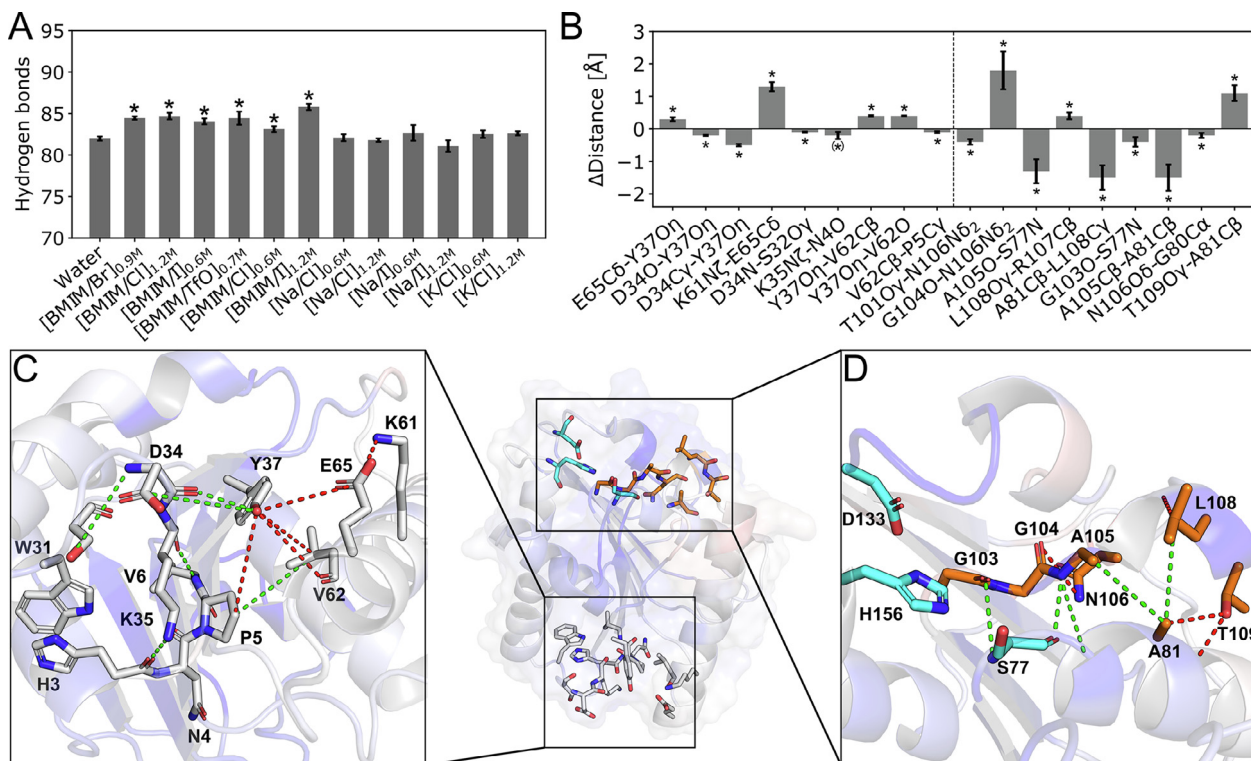 A
Hydrogen bonds
95
90
85
80
75
70
* * * * * *
Water
[BMIM/Br]0.9M
[BMIM/Cl]1.2M
[BMIM/I]0.6M
[BMIM/TfO]0.7M
[BMIM/Cl]0.6M
[BMIM/I]1.2M
[Na/Cl]0.6M
[Na/Cl]1.2M
[Na/I]0.6M
[Na/I]1.2M
[K/Cl]0.6M
[K/Cl]1.2M
B
ΔDistance [Å]
3
2
1
0
−1
−2
* * * * * (*) * * * * * * * * * * * *
E65Cδ-Y37Oη
D34O-Y37Oη
D34Cγ-Y37Oη
K61Nζ-E65Cδ
D34N-S32Oγ
K35Nζ-N4O
Y37Oη-V62Cβ
Y37Oη-V62O
V62Cβ-P5Cγ
T101Oγ-N106Nδ2
G104O-N106Nδ2
A105O-S77N
L108Oγ-R107Cβ
A81Cβ-L108Cγ
G103O-S77N
A105Cβ-A81Cβ
N106O6-G80Cα
T109Oγ-A81Cβ
C
D34
Y37
E65
K61
W31
V6
V62
K35
P5
H3
N4
D
D133
L108
G104
A105
G103
H156
N106
T109
S77
A81